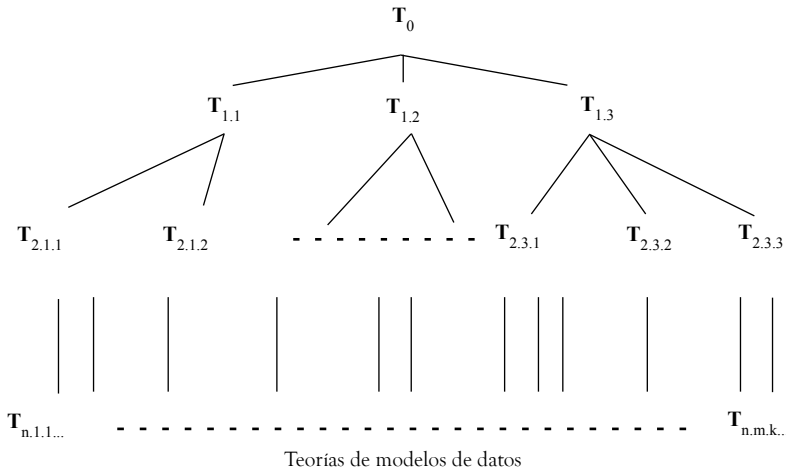 T0
T1.1 T1.2 T1.3
T2.1.1 T2.1.2 - - - - - - - - - - T2.3.1 T2.3.2 T2.3.3
Tn.1.1... - - - - - - - - - - - - - - - - - - - - - - - - - - - - - - Tn.m.k..
Teorías de modelos de datos